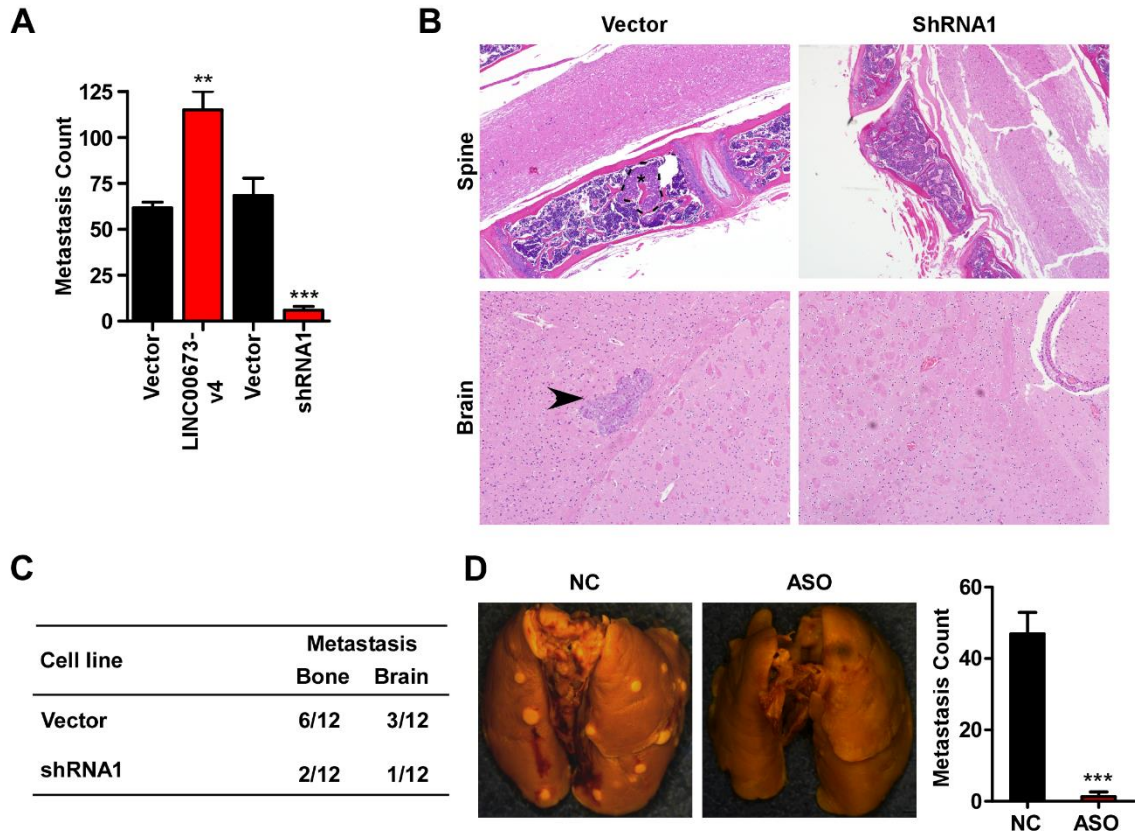 A
Metastasis Count
125
100
75
50
25
0
**
***
Vector
LINC00673-
v4
Vector
shRNA1
B
Vector
ShRNA1
Spine
*
Brain
C
Cell line
Metastasis
Bone Brain
Vector 6/12 3/12
shRNA1 2/12 1/12
D
NC
ASO
Metastasis Count
60
40
20
0
***
NC
ASO